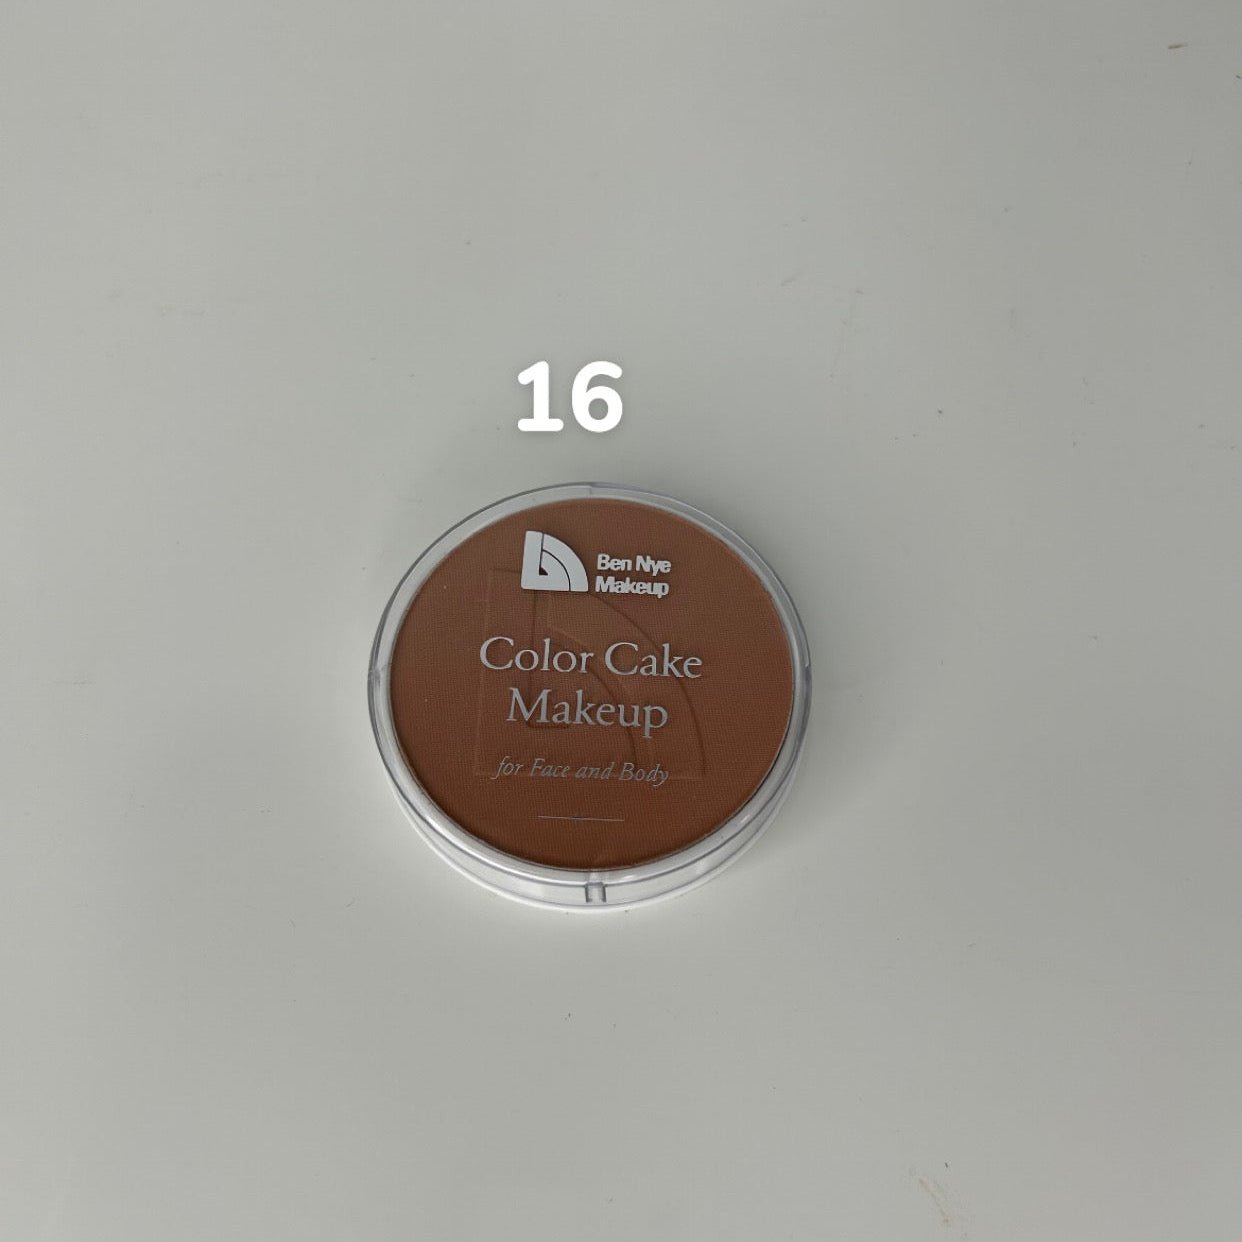 16
Ben Nye
Makeup
Color Cake
Makeup
for Face and Body